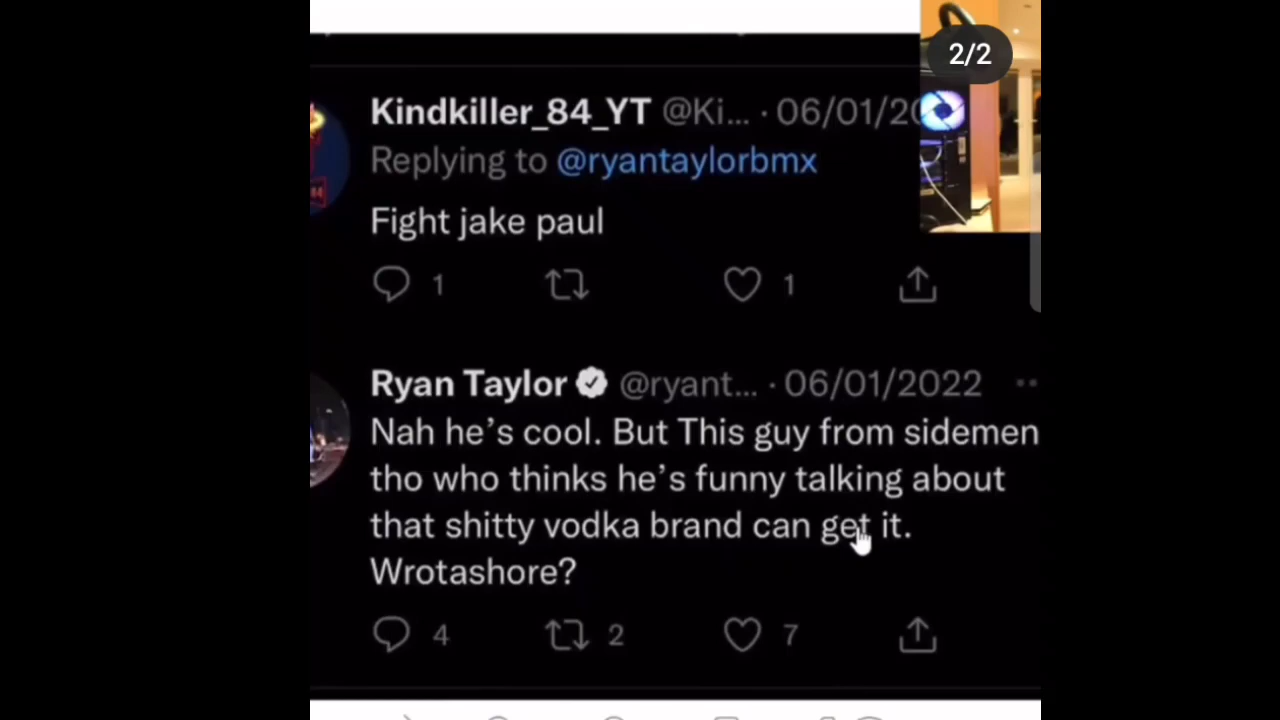 2/2
Kindkiller_84_YT @Ki... · 06/01/20
Replying to @ryantaylorbmx
Fight jake paul
1 1
Ryan Taylor @ryant... · 06/01/2022
Nah he's cool. But This guy from sidemen
tho who thinks he's funny talking about
that shitty vodka brand can get it.
Wrotashore?
4 2 7